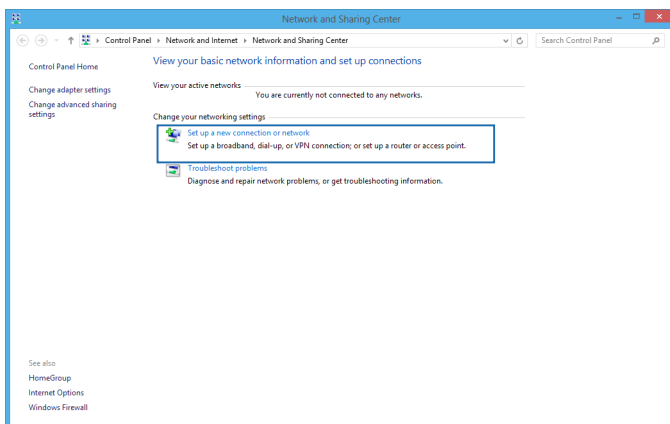 Network and Sharing Center
Control Panel Network and Internet Network and Sharing Center
Search Control Panel
Control Panel Home
Change adapter settings
Change advanced sharing
settings
View your basic network information and set up connections
View your active networks
You are currently not connected to any networks.
Change your networking settings
Set up a new connection or network
Set up a broadband, dial-up, or VPN connection; or set up a router or access point.
Troubleshoot problems
Diagnose and repair network problems, or get troubleshooting information.
See also
HomeGroup
Internet Options
Windows Firewall